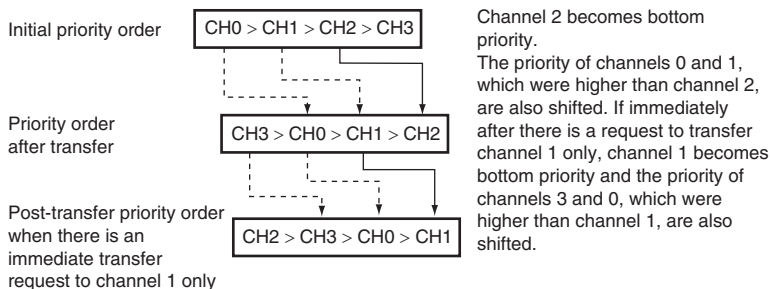 Initial priority order
CH0 > CH1 > CH2 > CH3
Priority order
after transfer
CH3 > CH0 > CH1 > CH2
Post-transfer priority order
when there is an
immediate transfer
request to channel 1 only
CH2 > CH3 > CH0 > CH1
Channel 2 becomes bottom
priority.
The priority of channels 0 and 1,
which were higher than channel 2,
are also shifted. If immediately
after there is a request to transfer
channel 1 only, channel 1 becomes
bottom priority and the priority of
channels 3 and 0, which were
higher than channel 1, are also
shifted.